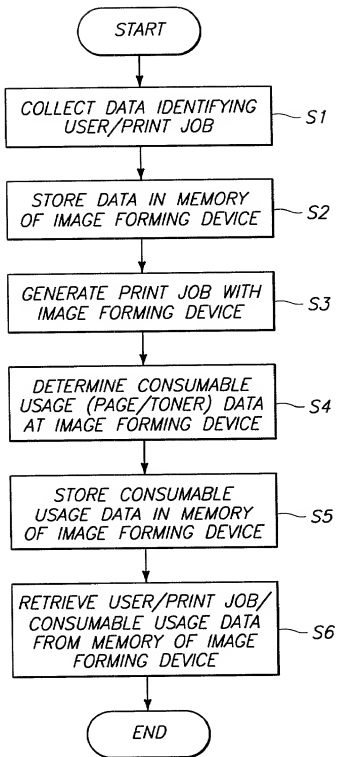 START
COLLECT DATA IDENTIFYING
USER/PRINT JOB
S1
STORE DATA IN MEMORY
OF IMAGE FORMING DEVICE
S2
GENERATE PRINT JOB WITH
IMAGE FORMING DEVICE
S3
DETERMINE CONSUMABLE
USAGE (PAGE/TONER) DATA
AT IMAGE FORMING DEVICE
S4
STORE CONSUMABLE
USAGE DATA IN MEMORY
OF IMAGE FORMING DEVICE
S5
RETRIEVE USER/PRINT JOB/
CONSUMABLE USAGE DATA
FROM MEMORY OF IMAGE
FORMING DEVICE
S6
END